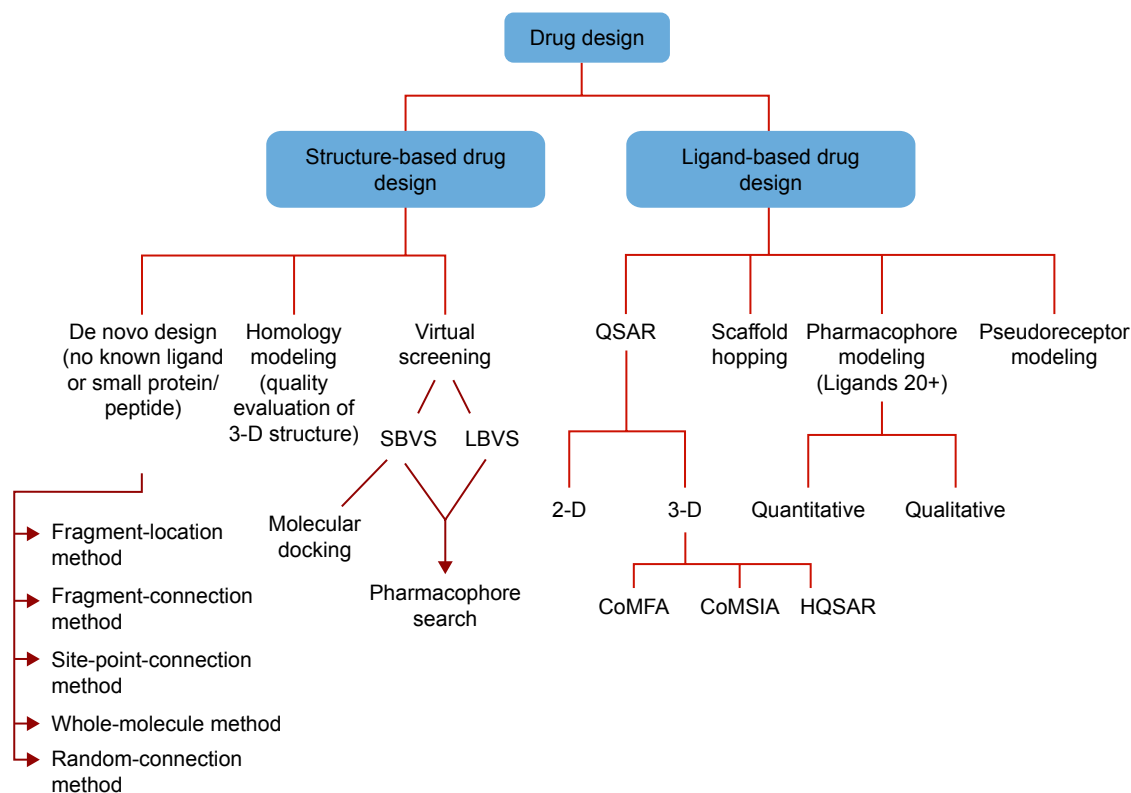 Drug design
Structure-based drug
design
Ligand-based drug
design
De novo design
(no known ligand
or small protein/
peptide)
Homology
modeling
(quality
evaluation of
3-D structure)
Virtual
screening
QSAR
Scaffold
hopping
Pharmacophore
modeling
(Ligands 20+)
Pseudoreceptor
modeling
SBVS
LBVS
2-D
3-D
Quantitative
Qualitative
Molecular
docking
Pharmacophore
search
CoMFA
CoMSIA
HQSAR
Fragment-location
method
Fragment-connection
method
Site-point-connection
method
Whole-molecule method
Random-connection
method